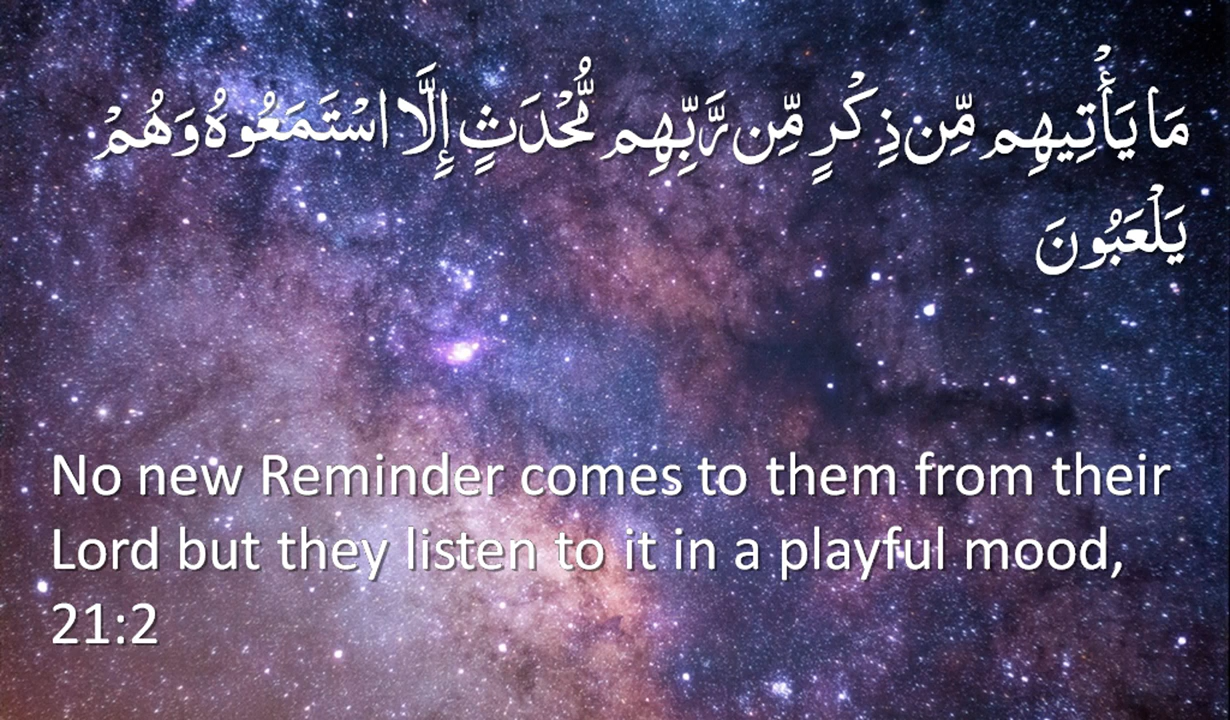 مَا يَأْتِيهِم مِّن ذِكْرٍ مِّن رَّبِّهِم مُّحْدَثٍ إِلَّا اسْتَمَعُوهُ وَهُمْ
يَلْعَبُونَ
No new Reminder comes to them from their
Lord but they listen to it in a playful mood,
21:2